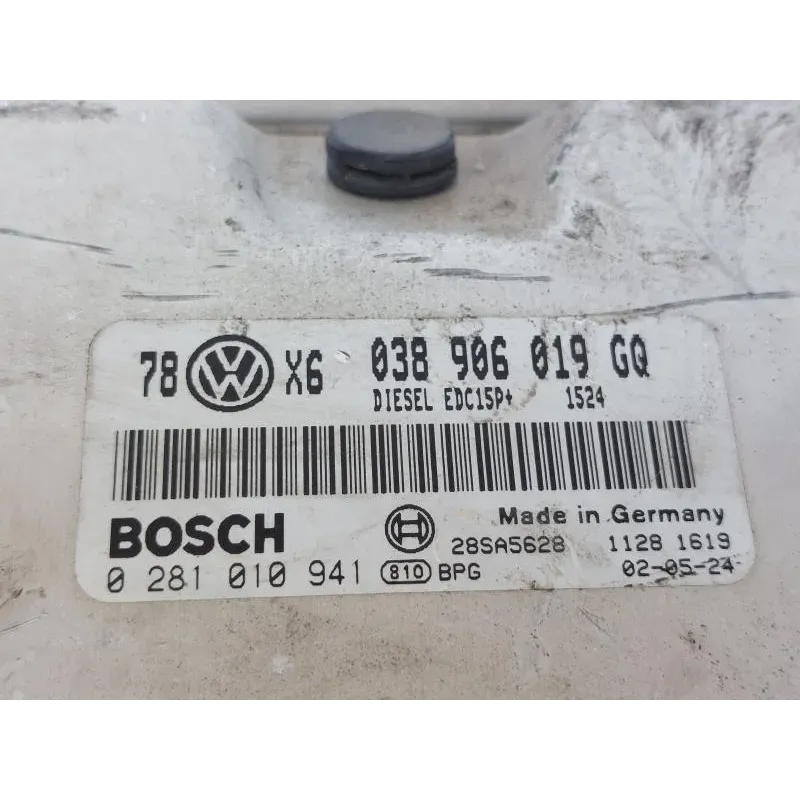 78 VW X6 038 906 019 GQ
DIESEL EDC15P+ 1524
BOSCH Made in Germany
28SA5628 1128 1619
0 281 010 941 810 BPG 02-05-24